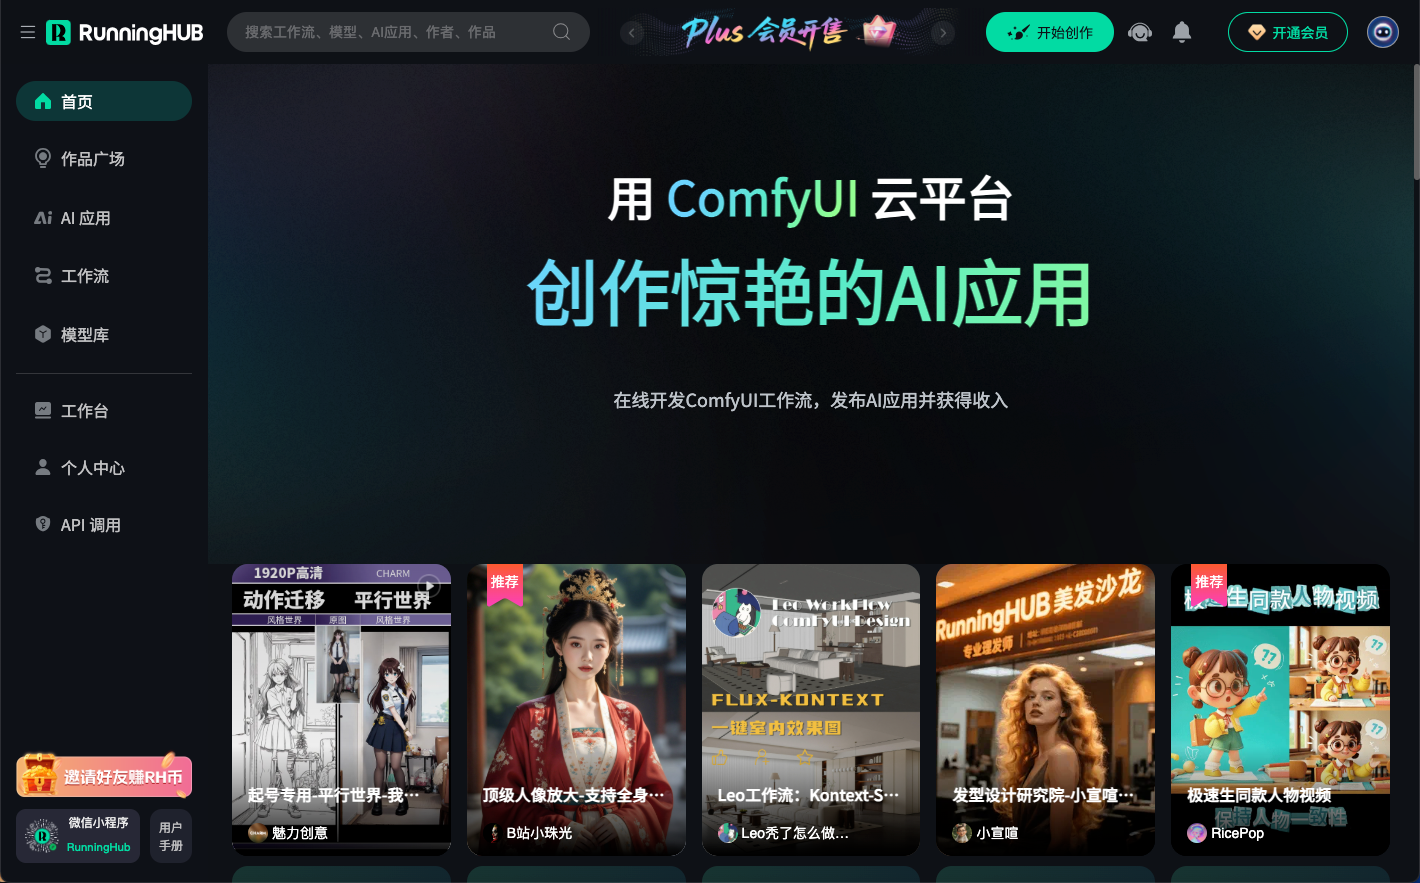 RunningHUB
搜索工作流、模型、AI应用、作者、作品
Plus 会员开售
开始创作
开通会员
首页
作品广场
AI 应用
工作流
模型库
工作台
个人中心
API 调用
邀请好友赚RH币
微信小程序
RunningHub
用户
手册
用 ComfyUI 云平台
创作惊艳的AI应用
在线开发ComfyUI工作流，发布AI应用并获得收入
1920P高清
CHARM
动作迁移 平行世界
风格世界 原图 风格世界
起号专用-平行世界-我…
魅力创意
推荐
顶级人像放大-支持全身…
B站小珠光
Leo WorkFlow
ComFyUI-Design
FLUX-KONTEXT
一键室内效果图
Leo工作流：Kontext-S…
Leo秃了怎么做…
RunningHUB美发沙龙
专业理发师
发型设计研究院-小宣喧…
小宣喧
推荐
极速生同款人物视频
极速生同款人物视频
保持人物一致性
RicePop